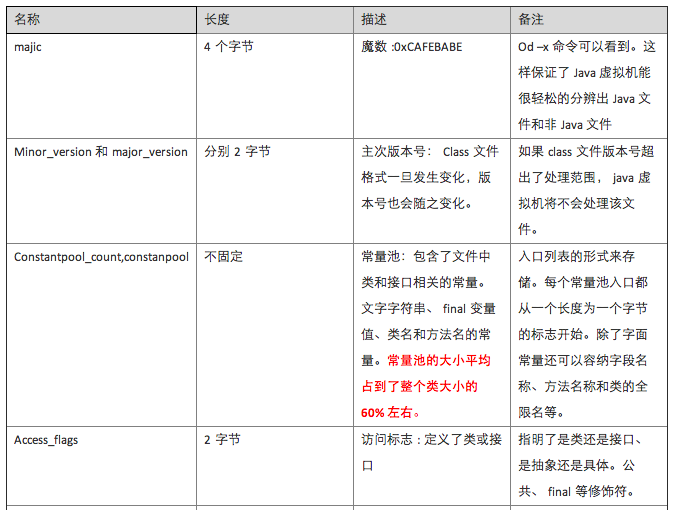 名称 长度 描述 备注
majic 4 个字节 魔数 :0xCAFEBABE Od –x 命令可以看到。这
样保证了 Java 虚拟机能
很轻松的分辨出 Java 文
件和非 Java 文件
Minor_version 和 major_version 分别 2 字节 主次版本号： Class 文件 如果 class 文件版本号超
格式一旦发生变化，版 出了处理范围， java 虚
本号也会随之变化。 拟机将不会处理该文
件。
Constantpool_count,constanpool 不固定 常量池：包含了文件中 入口列表的形式来存
类和接口相关的常量。 储。每个常量池入口都
文字字符串、 final 变量 从一个长度为一个字节
值、类名和方法名的常 的标志开始。除了字面
量。常量池的大小平均 常量还可以容纳字段名
占到了整个类大小的 称、方法名称和类的全
60% 左右。 限名等。
Access_flags 2 字节 访问标志 : 定义了类或接 指明了是类还是接口、
口 是抽象还是具体。公
共、 final 等修饰符。